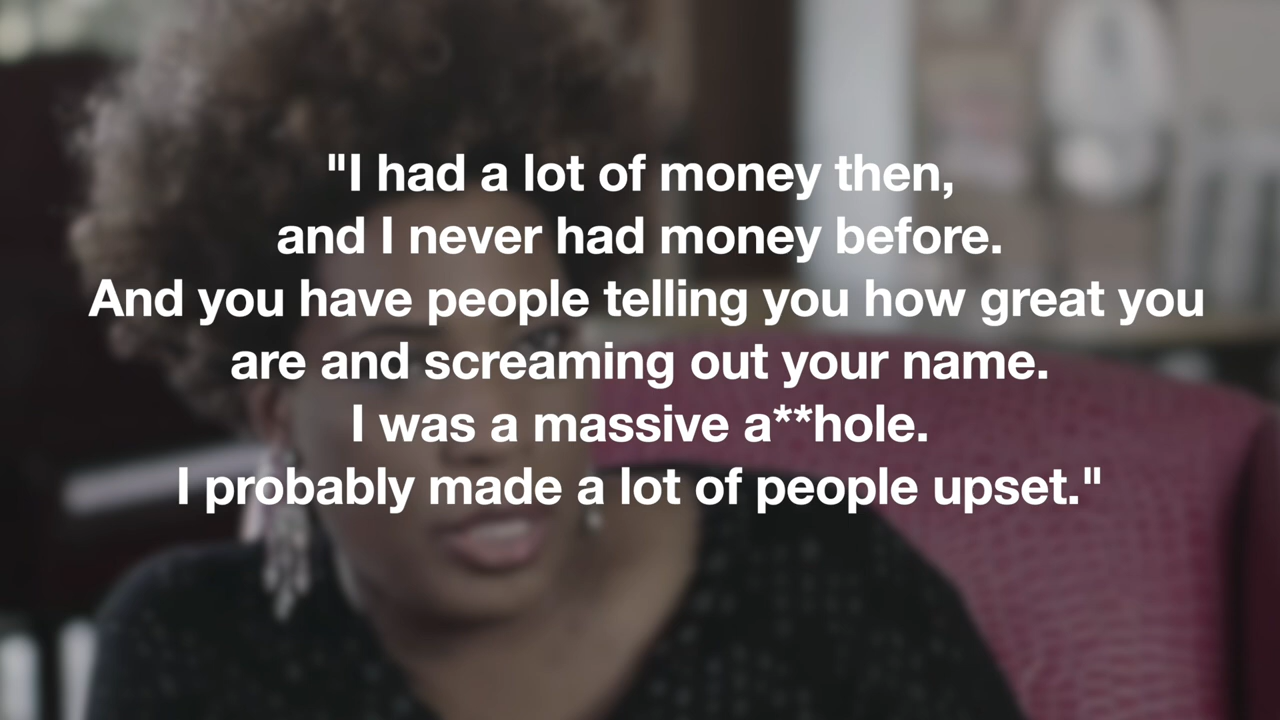 "I had a lot of money then,
and I never had money before.
And you have people telling you how great you
are and screaming out your name.
I was a massive a**hole.
I probably made a lot of people upset."